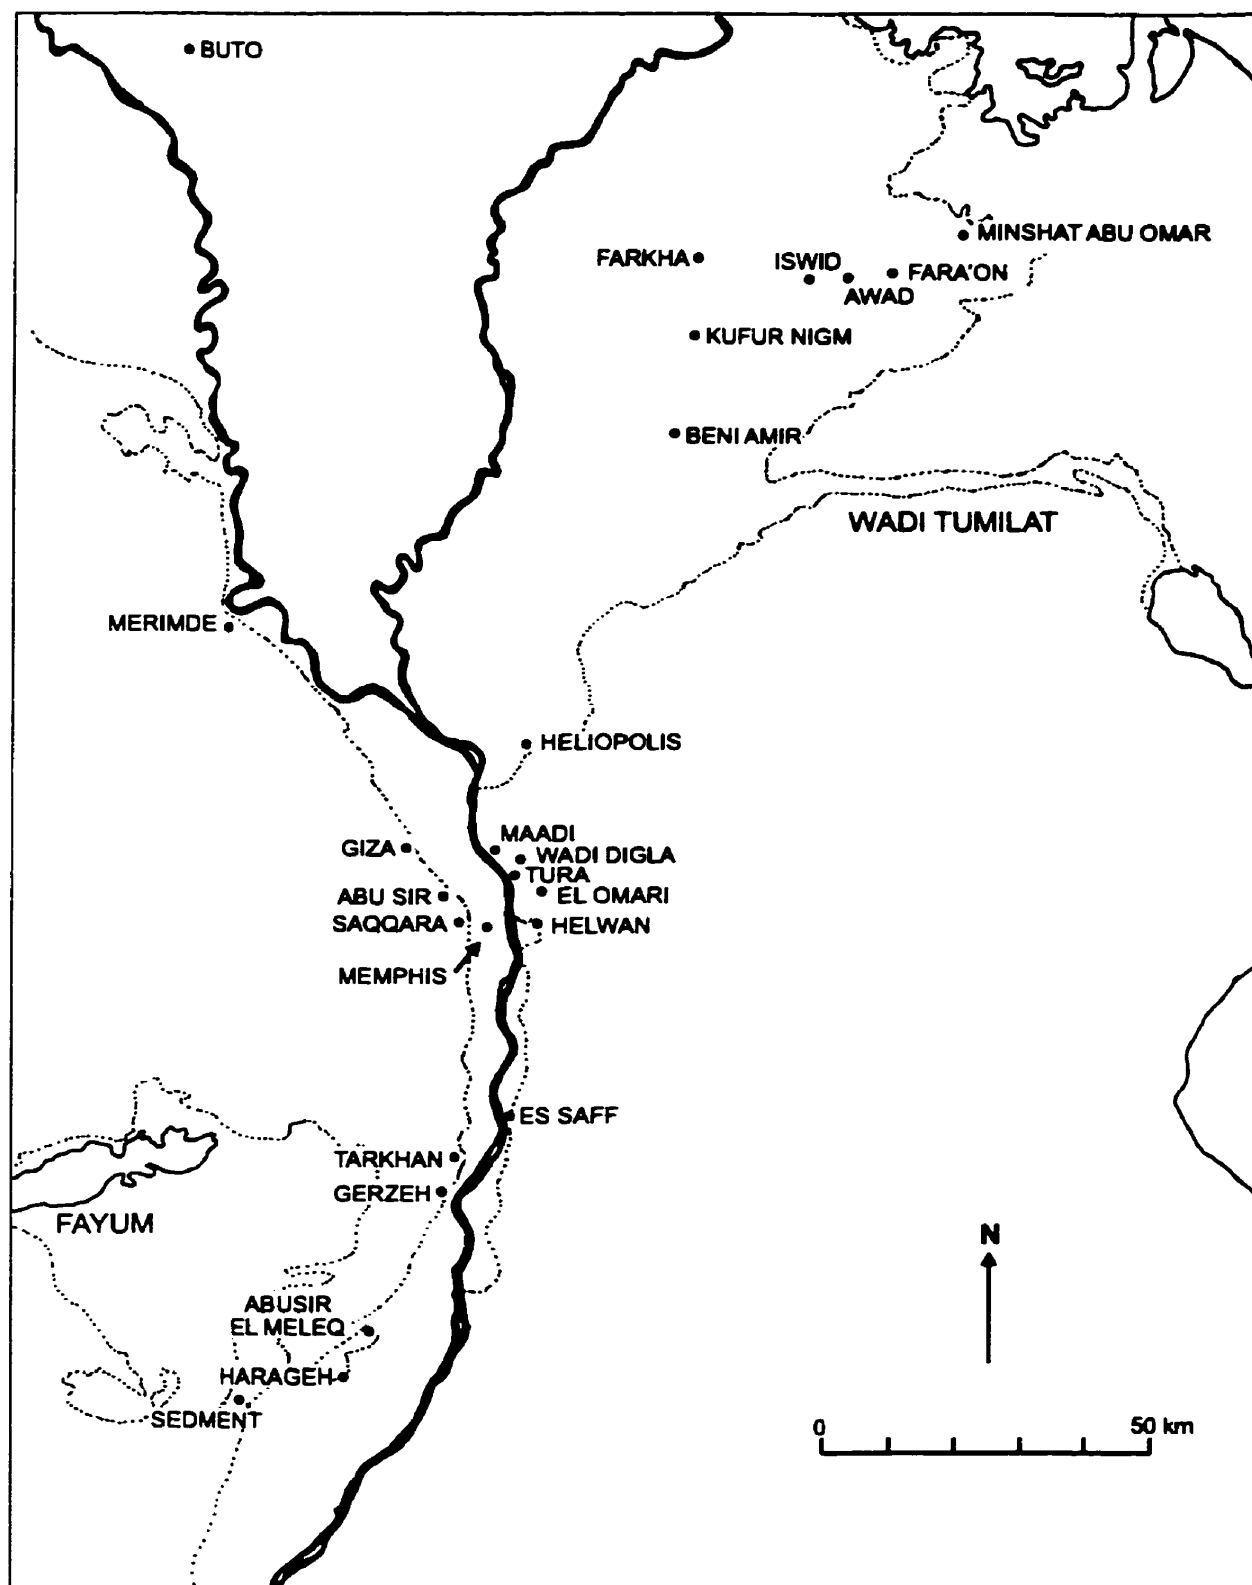 BUTO
MINSHAT ABU OMAR
FARKHA
ISWID
FARA'ON
AWAD
KUFUR NIGM
BENI AMIR
WADI TUMILAT
MERIMDE
HELIOPOLIS
MAADI
GIZA
WADI DIGLA
TURA
ABU SIR
EL OMARI
SAQQARA
HELWAN
MEMPHIS
ES SAFF
TARKHAN
GERZEH
FAYUM
N
ABUSIR
EL MELEQ
HARAGEH
SEDMENT
0 50 km